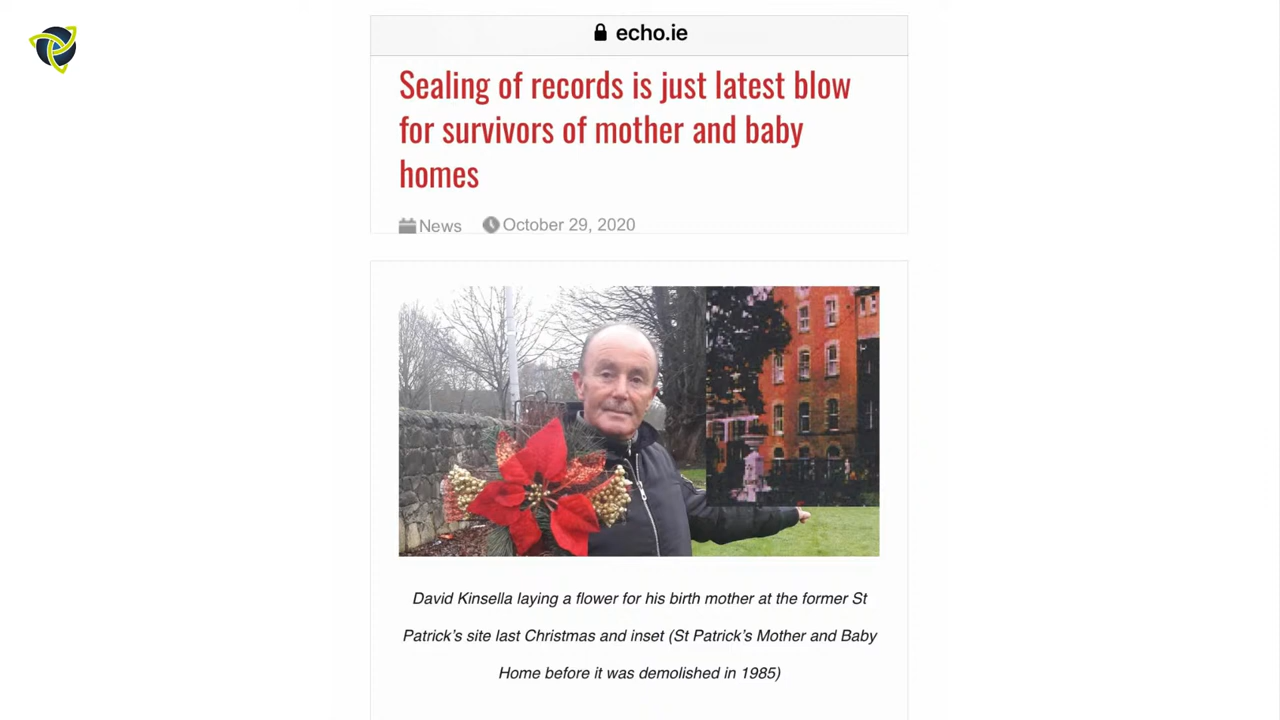 echo.ie
Sealing of records is just latest blow
for survivors of mother and baby
homes
News October 29, 2020
David Kinsella laying a flower for his birth mother at the former St
Patrick's site last Christmas and inset (St Patrick's Mother and Baby
Home before it was demolished in 1985)